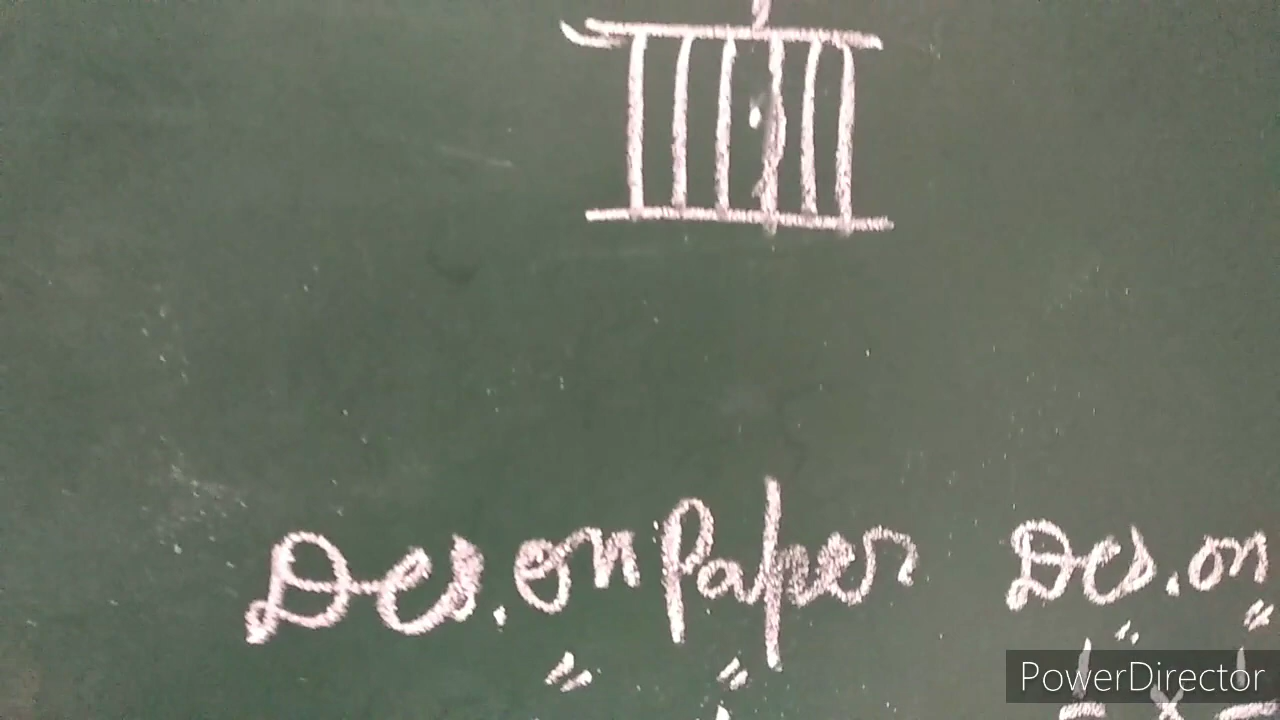 Des. on Paper Des. on
〃 〃 〃 〃
PowerDirector